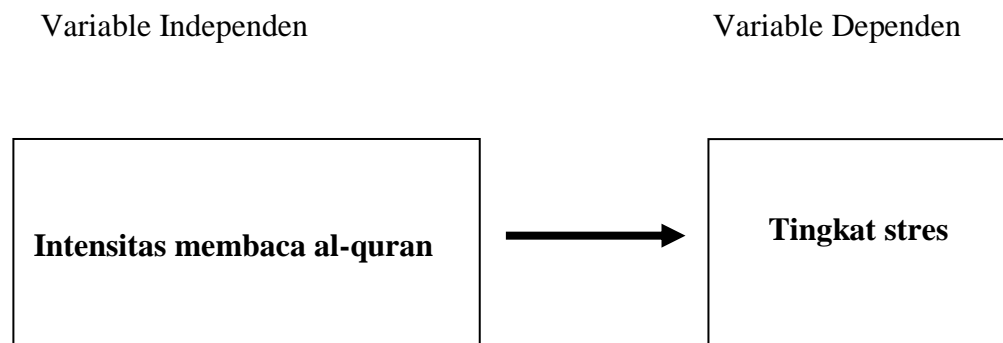 Variable Independen
Variable Dependen
Intensitas membaca al-quran
Tingkat stres